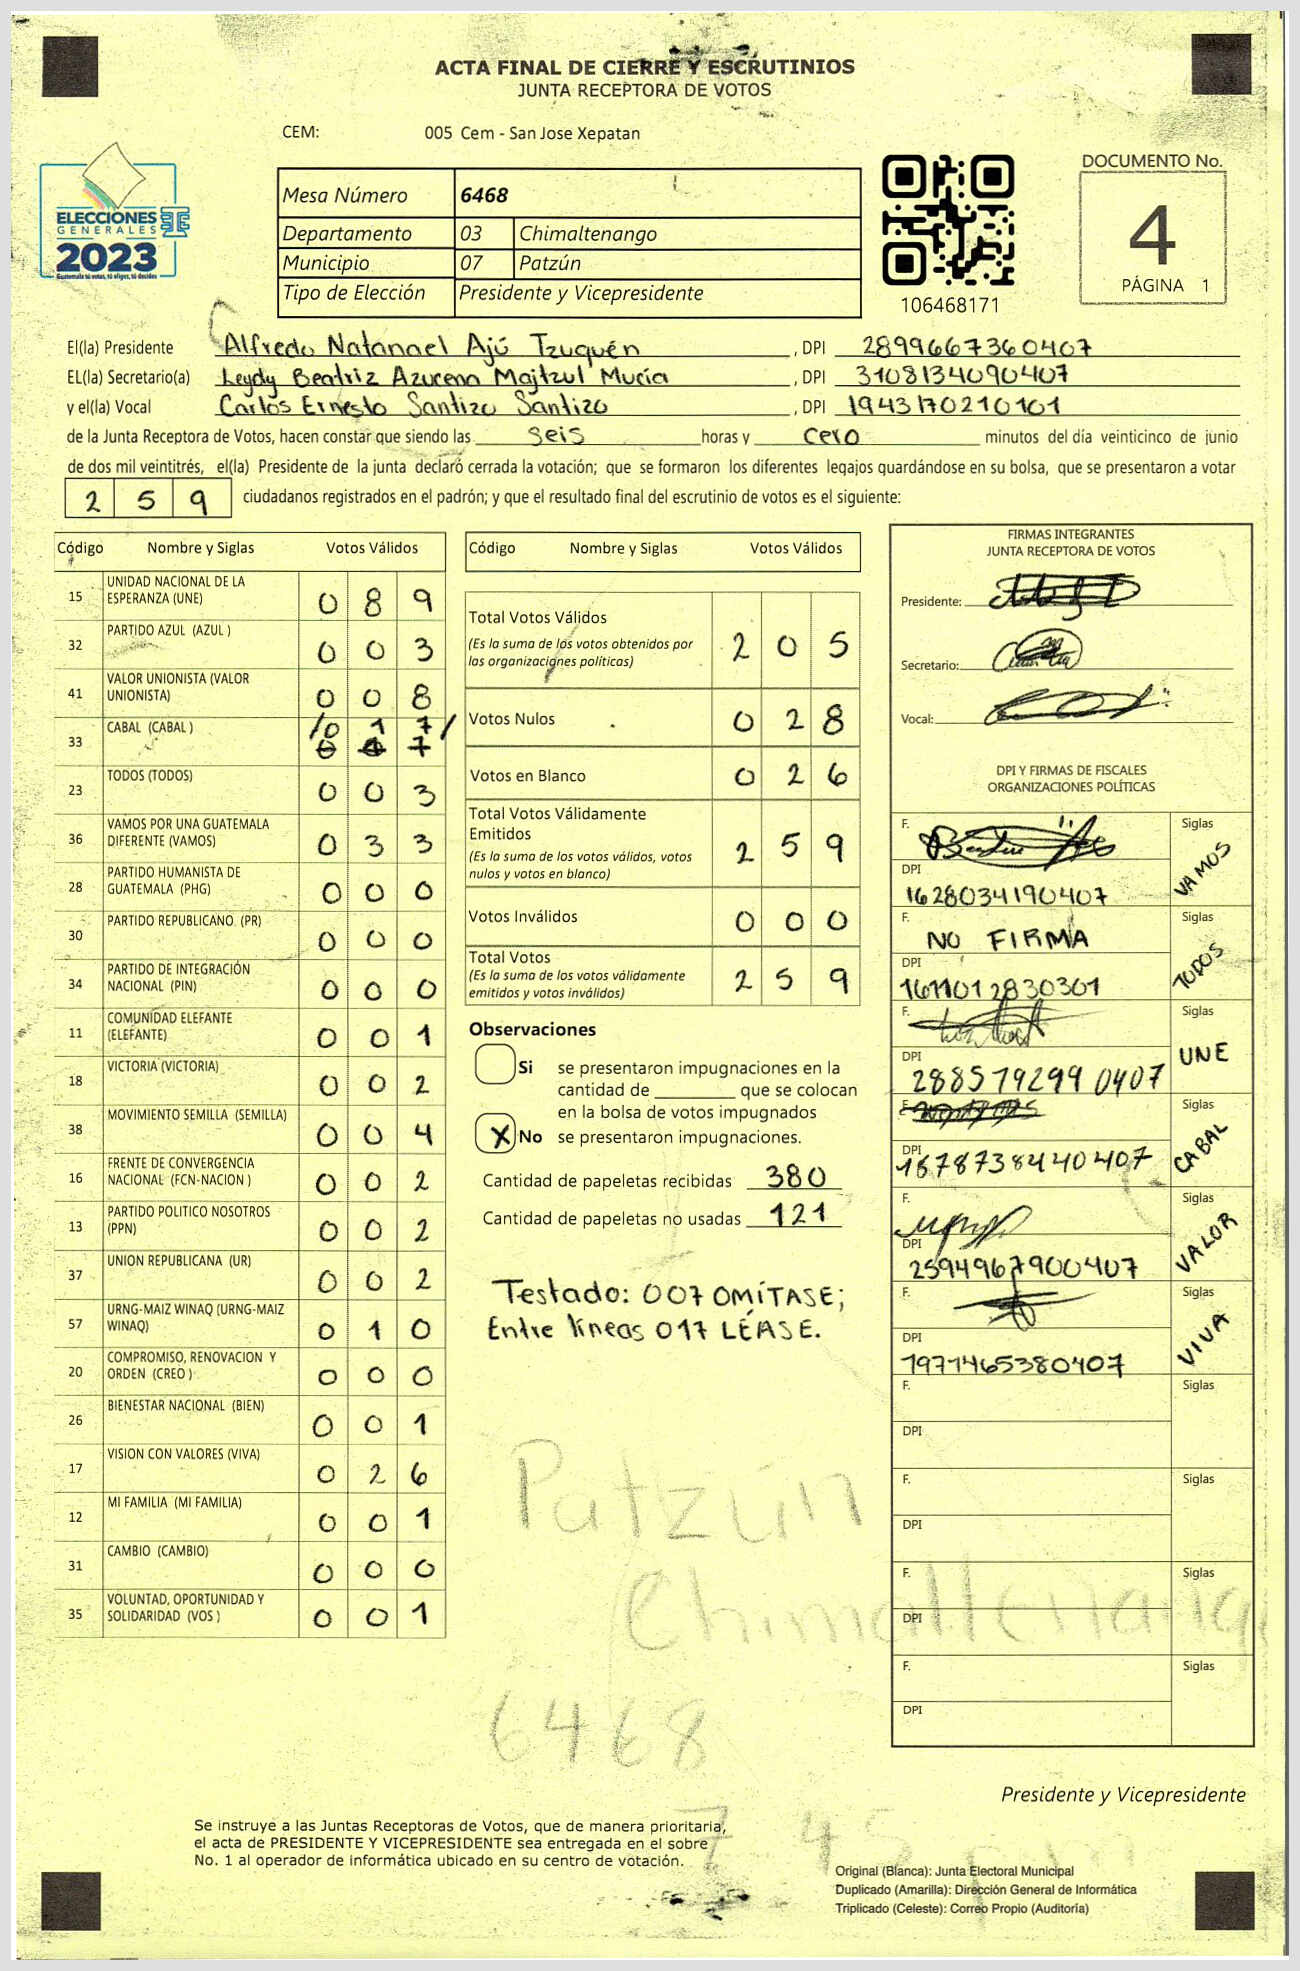 ACTA FINAL DE CIERRE Y ESCRUTINIOS
JUNTA RECEPTORA DE VOTOS
CEM: 005 Cem - San Jose Xepatan
ELECCIONES
GENERALES
2023
Guatemala tú votas, tú eliges, tú decides
Mesa Número 6468
Departamento 03 Chimaltenango
Municipio 07 Patzún
Tipo de Elección Presidente y Vicepresidente
106468171
DOCUMENTO No.
4
PÁGINA 1
El(la) Presidente Alfredo Natanael Ajú Tzuquén , DPI 2899667360407
EL(la) Secretario(a) Leydy Beatriz Azucena Majtzul Mucía , DPI 3108134090407
y el(la) Vocal Carlos Ernesto Santizo Santizo , DPI 1943170210101
de la Junta Receptora de Votos, hacen constar que siendo las seis horas y cero minutos del día veinticinco de junio
de dos mil veintitrés, el(la) Presidente de la junta declaró cerrada la votación; que se formaron los diferentes legajos quardándose en su bolsa, que se presentaron a votar
259 ciudadanos registrados en el padrón; y que el resultado final del escrutinio de votos es el siguiente:
Código Nombre y Siglas Votos Válidos
15 UNIDAD NACIONAL DE LA ESPERANZA (UNE) 0 8 9
32 PARTIDO AZUL (AZUL ) 0 0 3
41 VALOR UNIONISTA (VALOR UNIONISTA) 0 0 8
33 CABAL (CABAL ) /0 1 7/
0 0 7
23 TODOS (TODOS) 0 0 3
36 VAMOS POR UNA GUATEMALA DIFERENTE (VAMOS) 0 3 3
28 PARTIDO HUMANISTA DE GUATEMALA (PHG) 0 0 0
30 PARTIDO REPUBLICANO (PR) 0 0 0
34 PARTIDO DE INTEGRACIÓN NACIONAL (PIN) 0 0 0
11 COMUNIDAD ELEFANTE (ELEFANTE) 0 0 1
18 VICTORIA (VICTORIA) 0 0 2
38 MOVIMIENTO SEMILLA (SEMILLA) 0 0 4
16 FRENTE DE CONVERGENCIA NACIONAL (FCN-NACION ) 0 0 2
13 PARTIDO POLITICO NOSOTROS (PPN) 0 0 2
37 UNION REPUBLICANA (UR) 0 0 2
57 URNG-MAIZ WINAQ (URNG-MAIZ WINAQ) 0 1 0
20 COMPROMISO, RENOVACION Y ORDEN (CREO ) 0 0 0
26 BIENESTAR NACIONAL (BIEN) 0 0 1
17 VISION CON VALORES (VIVA) 0 2 6
12 MI FAMILIA (MI FAMILIA) 0 0 1
31 CAMBIO (CAMBIO) 0 0 0
35 VOLUNTAD, OPORTUNIDAD Y SOLIDARIDAD (VOS ) 0 0 1
Código Nombre y Siglas Votos Válidos
Total Votos Válidos 2 0 5
(Es la suma de los votos obtenidos por
las organizaciones políticas)
Votos Nulos 0 2 8
Votos en Blanco 0 2 6
Total Votos Válidamente
Emitidos 2 5 9
(Es la suma de los votos válidos, votos
nulos y votos en blanco)
Votos Inválidos 0 0 0
Total Votos 2 5 9
(Es la suma de los votos válidamente
emitidos y votos inválidos)
Observaciones
Si se presentaron impugnaciones en la
cantidad de ________ que se colocan
en la bolsa de votos impugnados
X No se presentaron impugnaciones.
Cantidad de papeletas recibidas 380
Cantidad de papeletas no usadas 121
Testado: 007 OMÍTASE;
Entre líneas 017 LÉASE.
Patzún
Chimaltenango
6468
7 45 pm
FIRMAS INTEGRANTES
JUNTA RECEPTORA DE VOTOS
Presidente:
Secretario:
Vocal:
DPI Y FIRMAS DE FISCALES
ORGANIZACIONES POLÍTICAS
F. Siglas
DPI VAMOS
1628034190407
F. NO FIRMA Siglas
DPI TODOS
1611012830301
F. Siglas
DPI UNE
2885792990407
F. Siglas
DPI CABAL
1678738440407
F. Siglas
DPI VALOR
2594967900407
F. Siglas
DPI VIVA
1971465380407
F. Siglas
DPI
F. Siglas
DPI
F. Siglas
DPI
F. Siglas
DPI
Presidente y Vicepresidente
Se instruye a las Juntas Receptoras de Votos, que de manera prioritaria,
el acta de PRESIDENTE Y VICEPRESIDENTE sea entregada en el sobre
No. 1 al operador de informática ubicado en su centro de votación.
Original (Blanca): Junta Electoral Municipal
Duplicado (Amarilla): Dirección General de Informática
Triplicado (Celeste): Correo Propio (Auditoría)